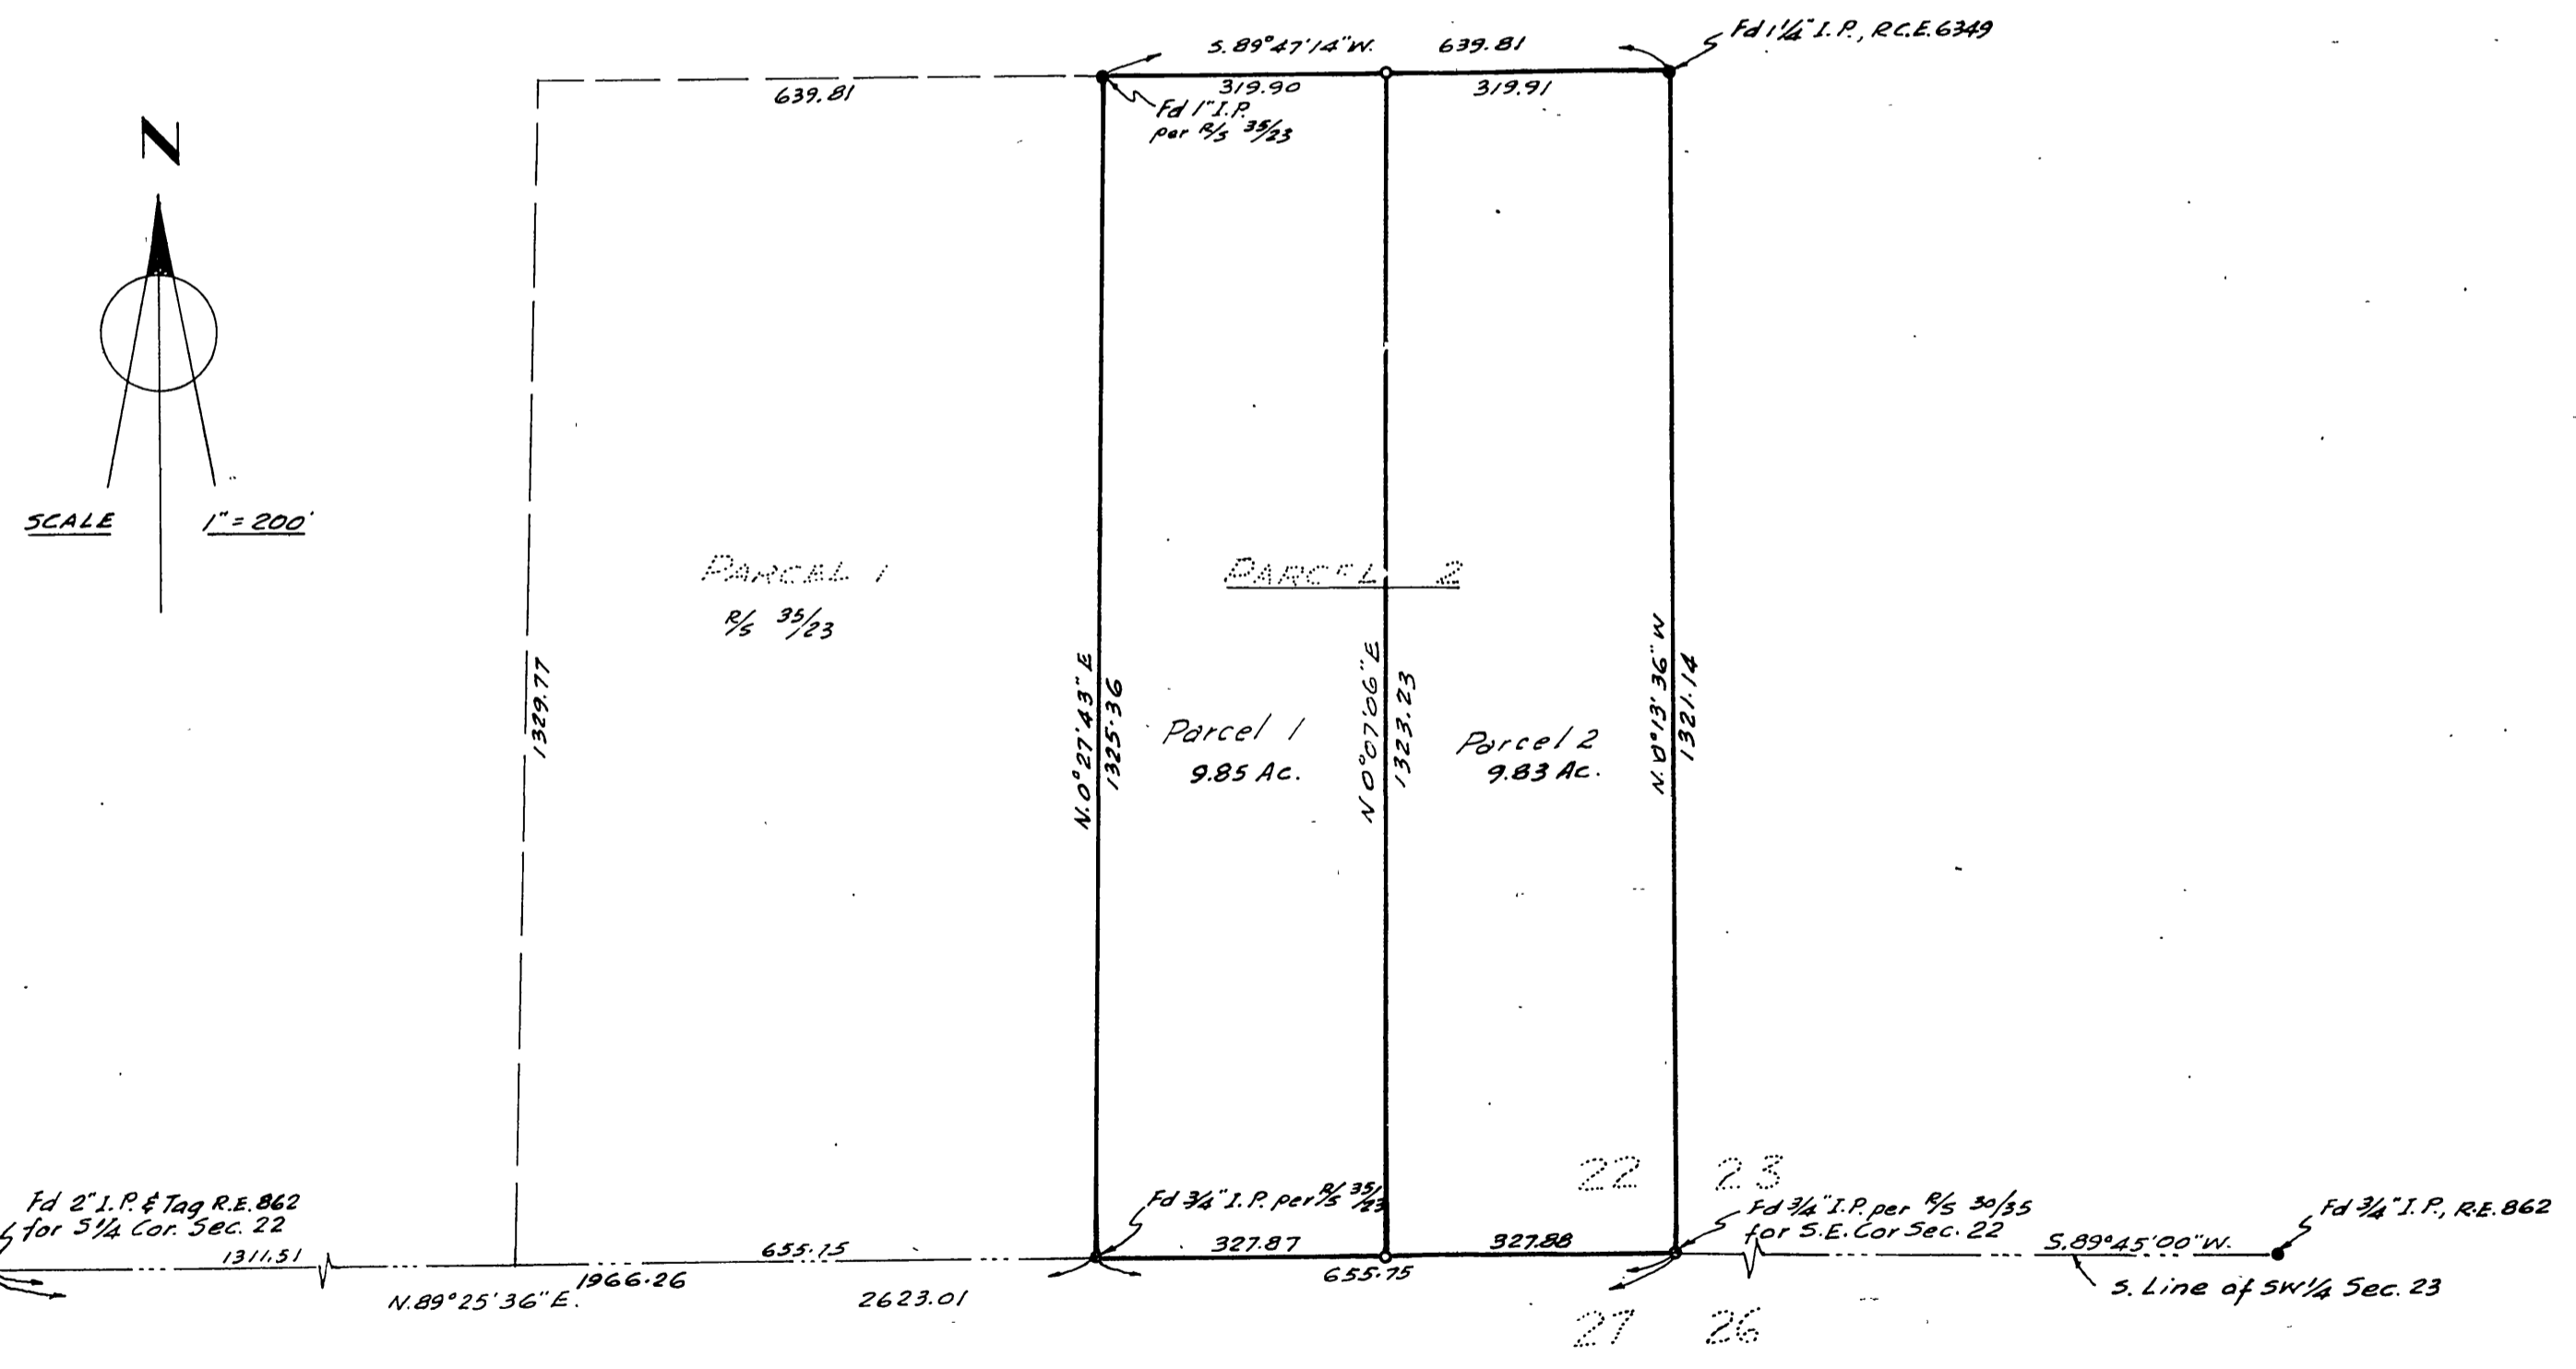 S. 89°47'14"W. 639.81
Fd 1¼" I.P., R.C.E. 6349
639.81
319.90
319.91
Fd 1" I.P.
per R/S 35/23
N
SCALE 1" = 200'
PARCEL 1
R/S 35/23
PARCEL 2
1329.77
N.0°27'43" E
1325.36
Parcel 1
9.85 Ac.
N 0°07'06" E
1323.23
Parcel 2
9.83 Ac.
N.0°13'36" W
1321.14
22 23
Fd 2" I.P. & Tag R.E. 862
for S¼ Cor. Sec. 22
Fd ¾" I.P. per R/S 35/23
Fd ¾" I.P. per R/S 30/35
for S.E. Cor Sec. 22
Fd ¾" I.P., R.E. 862
1311.51
655.75
327.87
327.88
S.89°45'00"W.
1966.26
655.75
N.89°25'36"E.
2623.01
S. Line of SW¼ Sec. 23
27 26